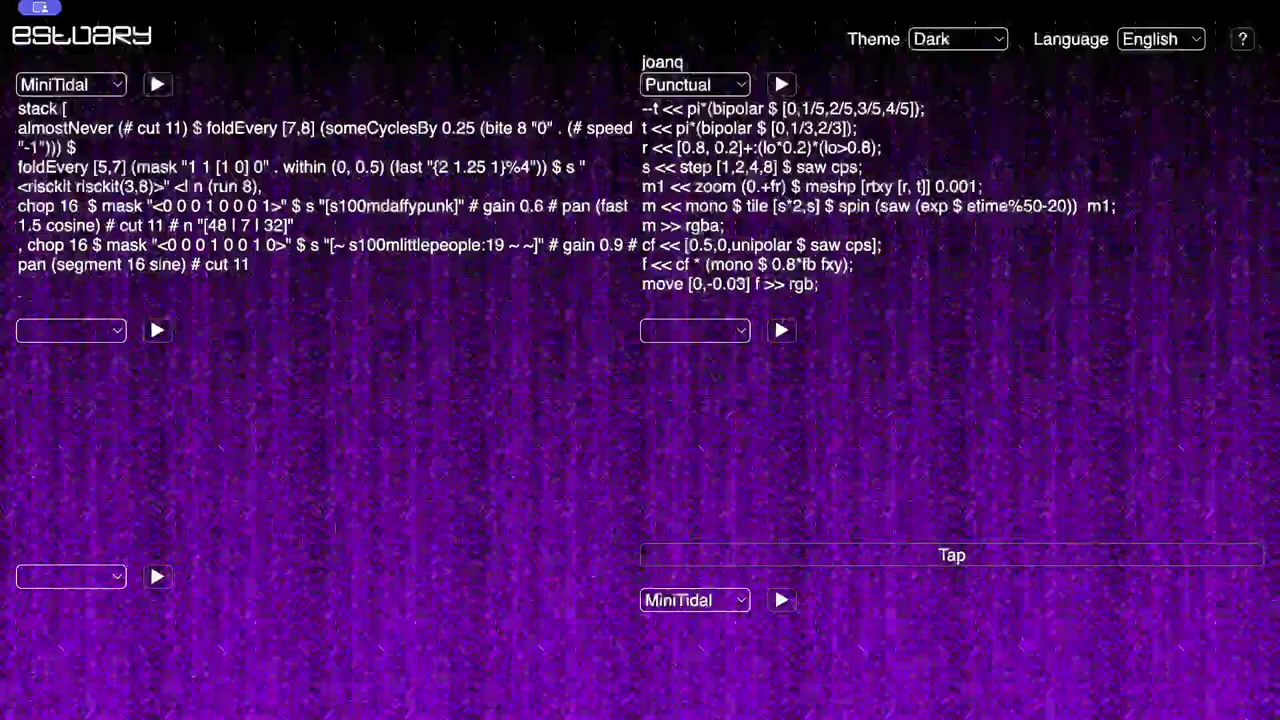 estuary
Theme Dark Language English ?
MiniTidal
stack [
almostNever (# cut 11) $ foldEvery [7,8] (someCyclesBy 0.25 (bite 8 "0" . (# speed
"-1"))) $
foldEvery [5,7] (mask "1 1 [1 0] 0" . within (0, 0.5) (fast "{2 1.25 1}%4")) $ s "
<risckit risckit(3,8)>" <| n (run 8),
chop 16 $ mask "<0 0 0 1 0 0 0 1>" $ s "[s100mdaffypunk]" # gain 0.6 # pan (fast
1.5 cosine) # cut 11 # n "[48 | 7 | 32]"
, chop 16 $ mask "<0 0 0 1 0 0 1 0>" $ s "[~ s100mlittlepeople:19 ~ ~]" # gain 0.9 #
pan (segment 16 sine) # cut 11
joanq
Punctual
--t << pi*(bipolar $ [0,1/5,2/5,3/5,4/5]);
t << pi*(bipolar $ [0,1/3,2/3]);
r << [0.8, 0.2]+:(lo*0.2)*(lo>0.8);
s << step [1,2,4,8] $ saw cps;
m1 << zoom (0.+fr) $ meshp [rtxy [r, t]] 0.001;
m << mono $ tile [s*2,s] $ spin (saw (exp $ etime%50-20)) m1;
m >> rgba;
cf << [0.5,0,unipolar $ saw cps];
f << cf * (mono $ 0.8*fb fxy);
move [0,-0.03] f >> rgb;
Tap
MiniTidal